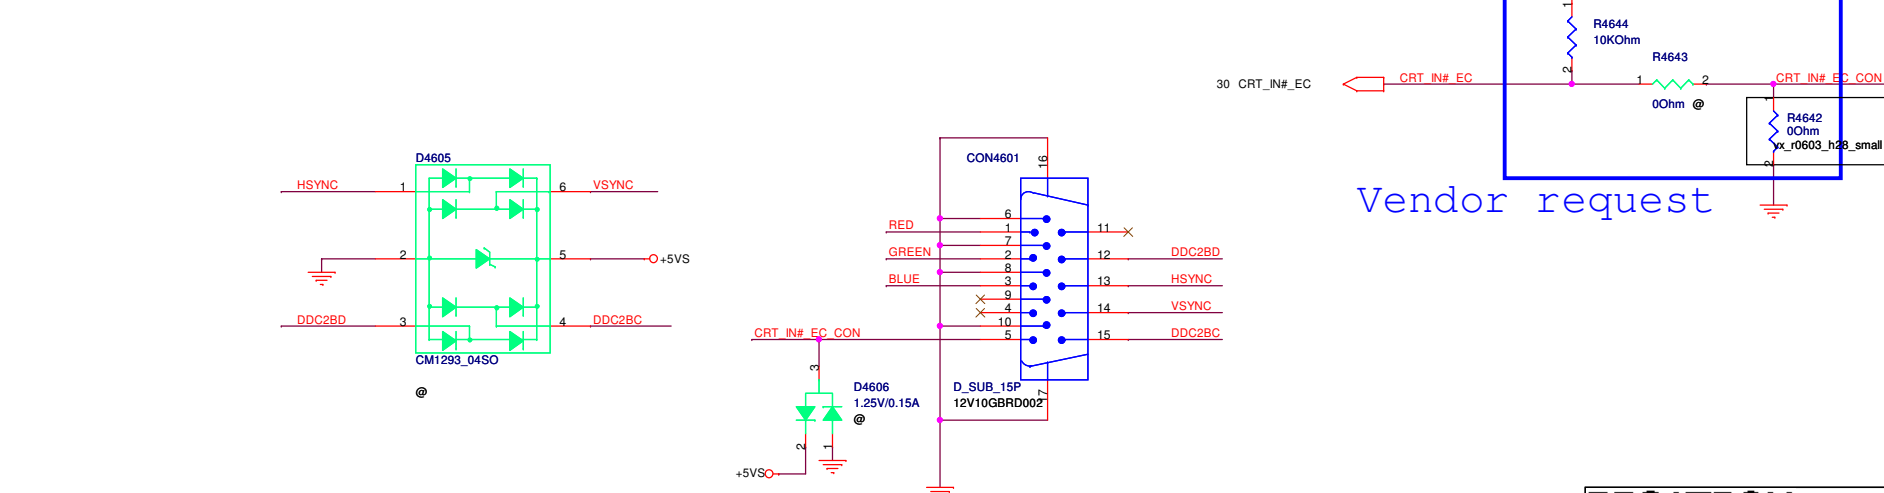 1
R4644
10KOhm
2
R4643
30 CRT_IN#_EC
CRT_IN#_EC
1
2
CRT_IN#_EC_CON
0Ohm @
1
R4642
0Ohm
vx_r0603_h28_small
2
Vendor request
D4605
HSYNC
1
6
VSYNC
2
5
+5VS
DDC2BD
3
4
DDC2BC
CM1293_04SO
@
CON4601
16
6
RED
1
11
7
GREEN
2
12
DDC2BD
8
BLUE
3
13
HSYNC
9
4
14
VSYNC
10
CRT_IN#_EC_CON
5
15
DDC2BC
3
D4606
1.25V/0.15A
@
D_SUB_15P
12V10GBRD002
17
2
1
+5VS